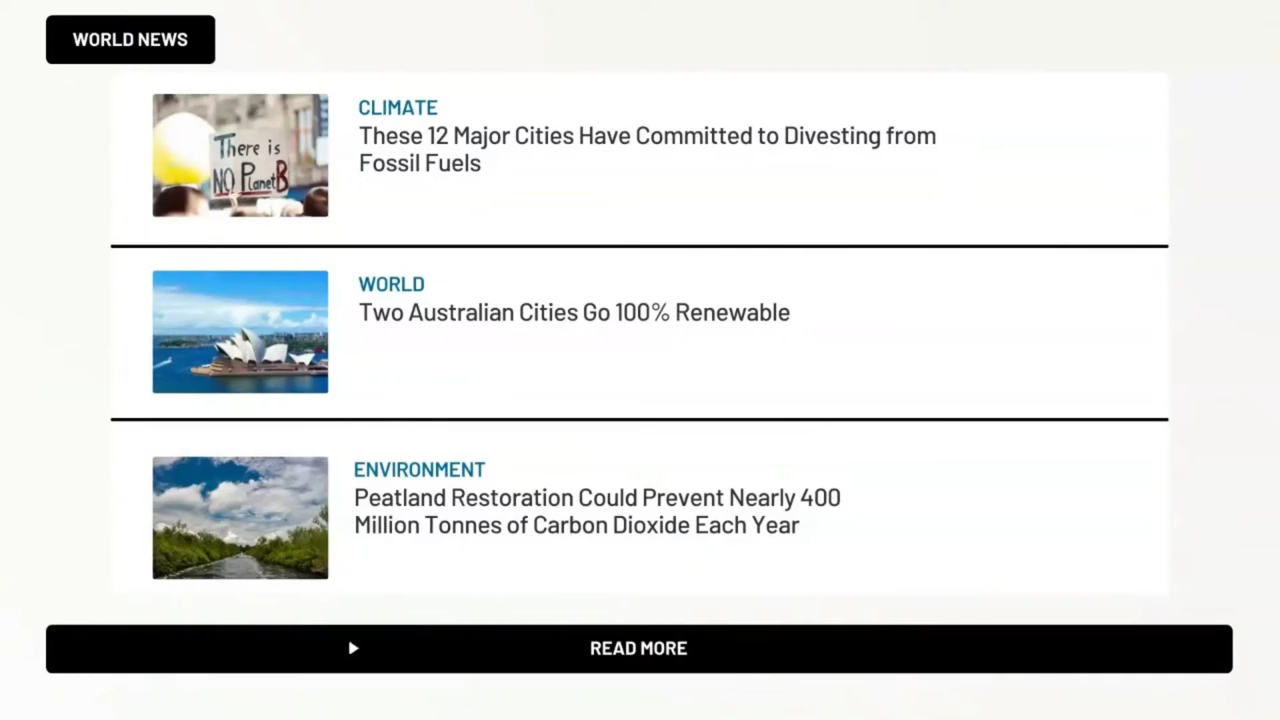 WORLD NEWS
There is
NO Planet B
CLIMATE
These 12 Major Cities Have Committed to Divesting from
Fossil Fuels
WORLD
Two Australian Cities Go 100% Renewable
ENVIRONMENT
Peatland Restoration Could Prevent Nearly 400
Million Tonnes of Carbon Dioxide Each Year
READ MORE